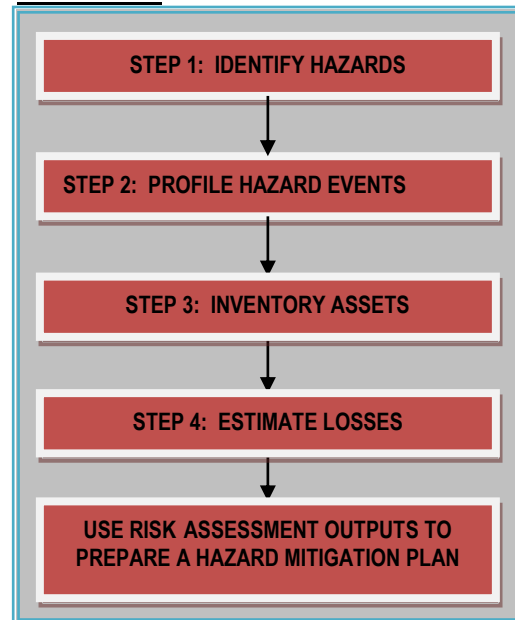 STEP 1: IDENTIFY HAZARDS
STEP 2: PROFILE HAZARD EVENTS
STEP 3: INVENTORY ASSETS
STEP 4: ESTIMATE LOSSES
USE RISK ASSESSMENT OUTPUTS TO
PREPARE A HAZARD MITIGATION PLAN